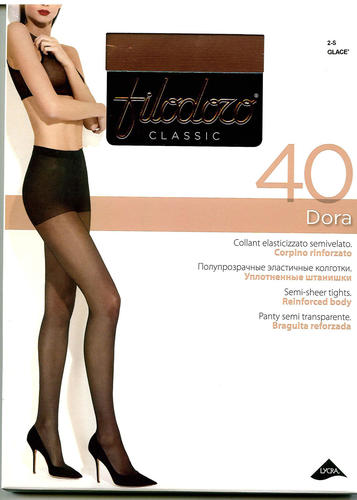 2-S
GLACE'
filodoro®
CLASSIC
40
Dora
Collant elasticizzato semivelato.
Corpino rinforzato
Полупрозрачные эластичные колготки.
Уплотненные штанишки
Semi-sheer tights.
Reinforced body
Panty semi transparente.
Braguita reforzada
LYCRA